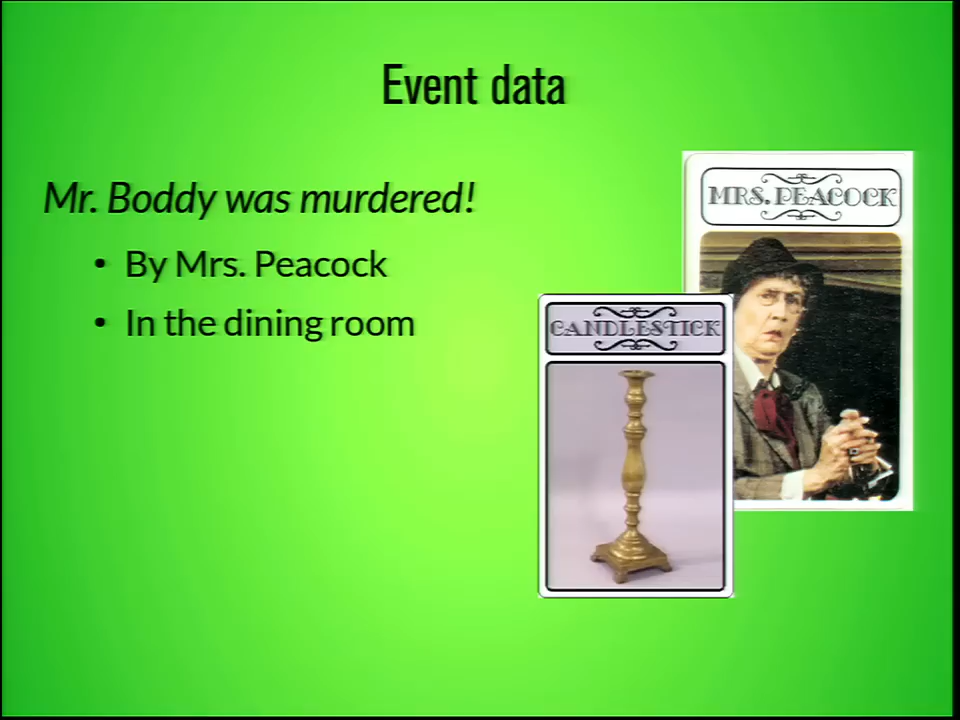 Event data
Mr. Boddy was murdered!
• By Mrs. Peacock
• In the dining room
MRS. PEACOCK
CANDLESTICK